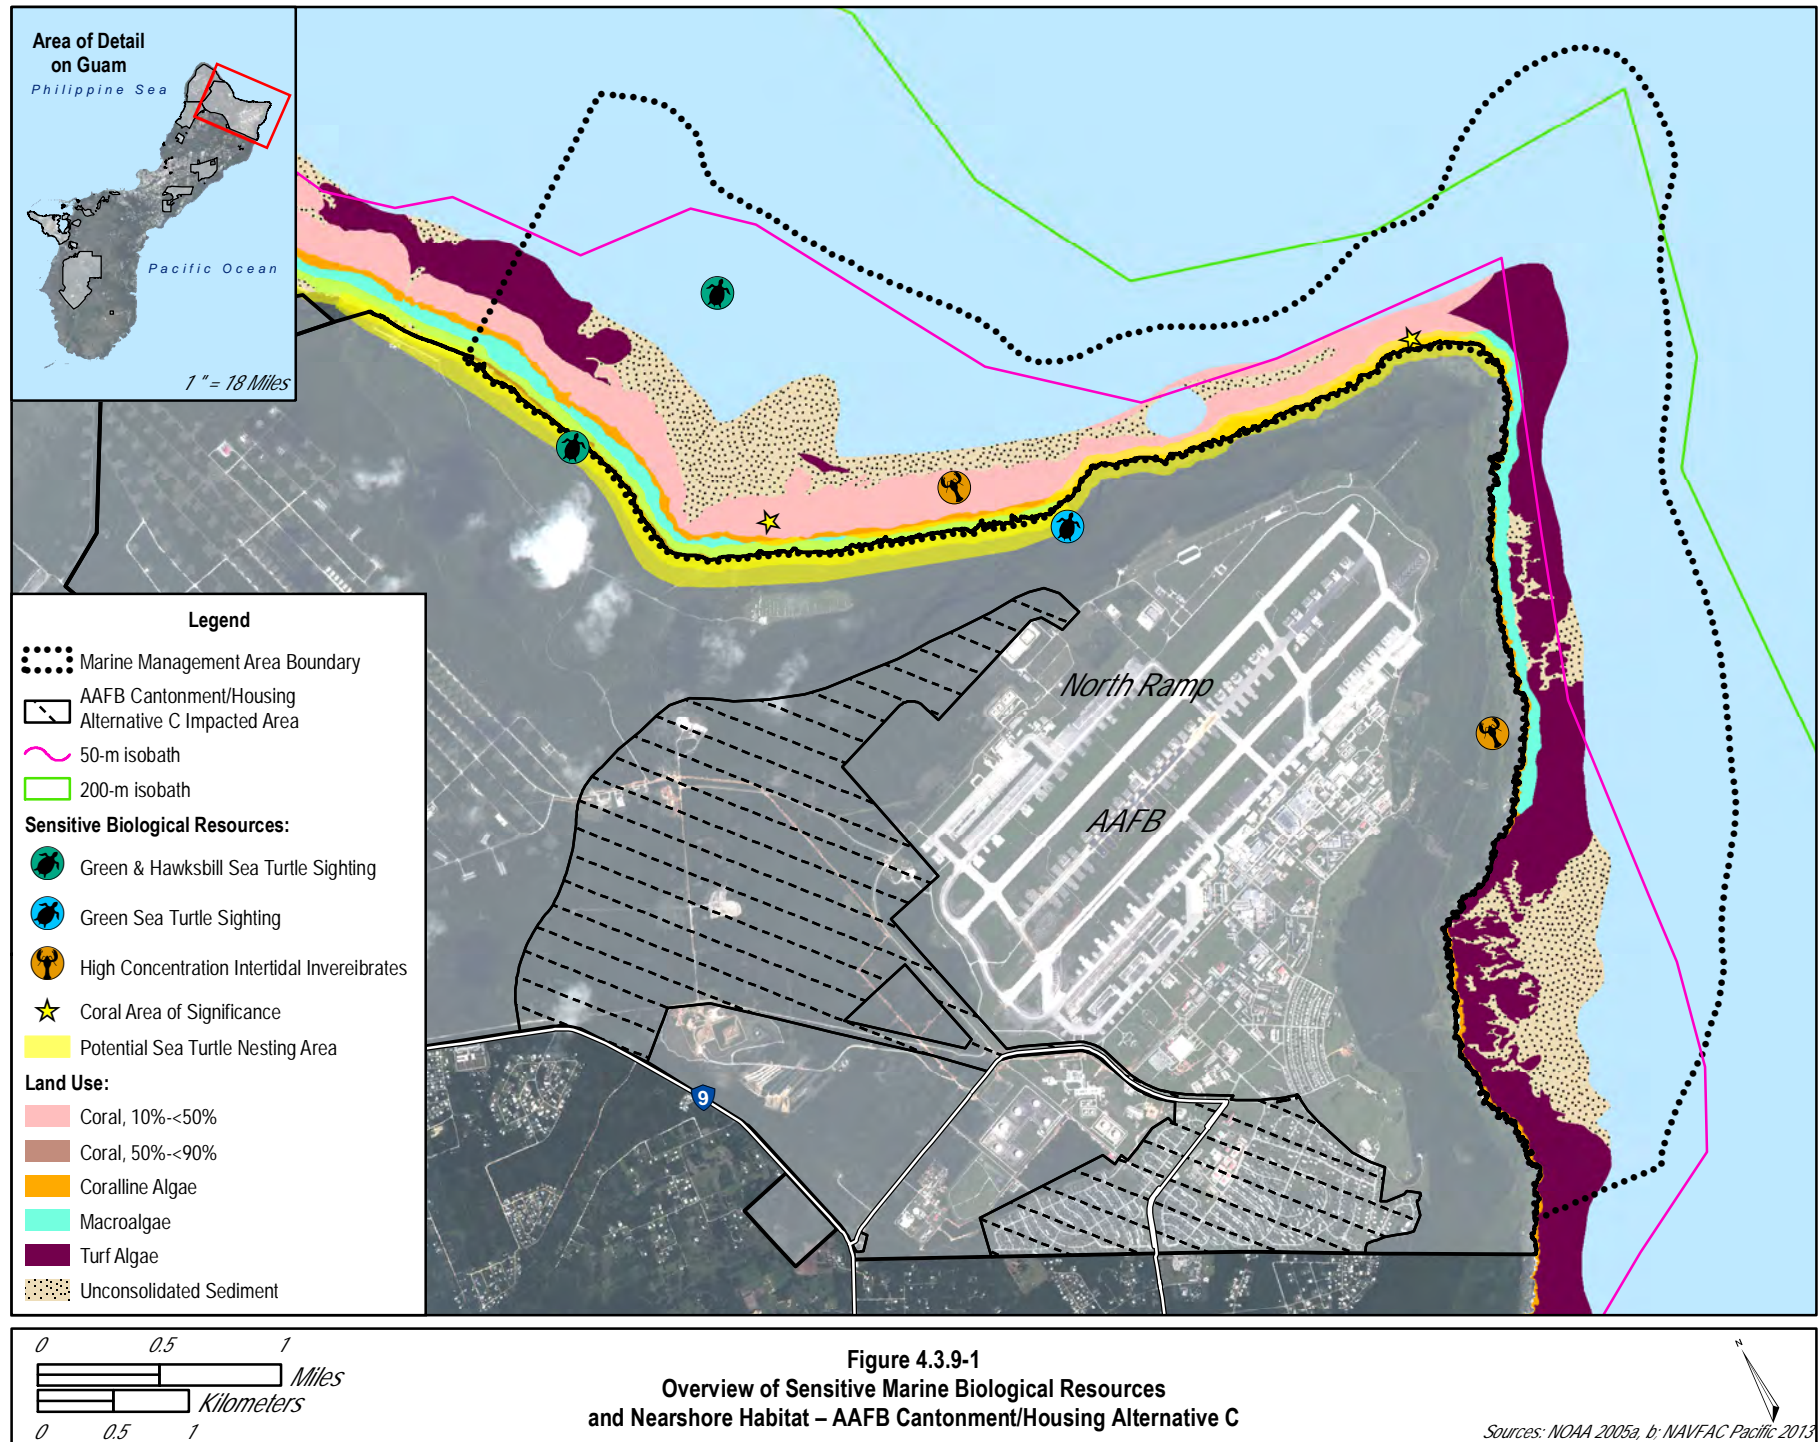 Area of Detail
on Guam
Philippine Sea
Pacific Ocean
1 " = 18 Miles
North Ramp
AAFB
9
Legend
Marine Management Area Boundary
AAFB Cantonment/Housing
Alternative C Impacted Area
50-m isobath
200-m isobath
Sensitive Biological Resources:
Green & Hawksbill Sea Turtle Sighting
Green Sea Turtle Sighting
High Concentration Intertidal Invereibrates
Coral Area of Significance
Potential Sea Turtle Nesting Area
Land Use:
Coral, 10%-<50%
Coral, 50%-<90%
Coralline Algae
Macroalgae
Turf Algae
Unconsolidated Sediment
0 0.5 1
Miles
Kilometers
0 0.5 1
Figure 4.3.9-1
Overview of Sensitive Marine Biological Resources
and Nearshore Habitat – AAFB Cantonment/Housing Alternative C
N
Sources: NOAA 2005a, b; NAVFAC Pacific 2013